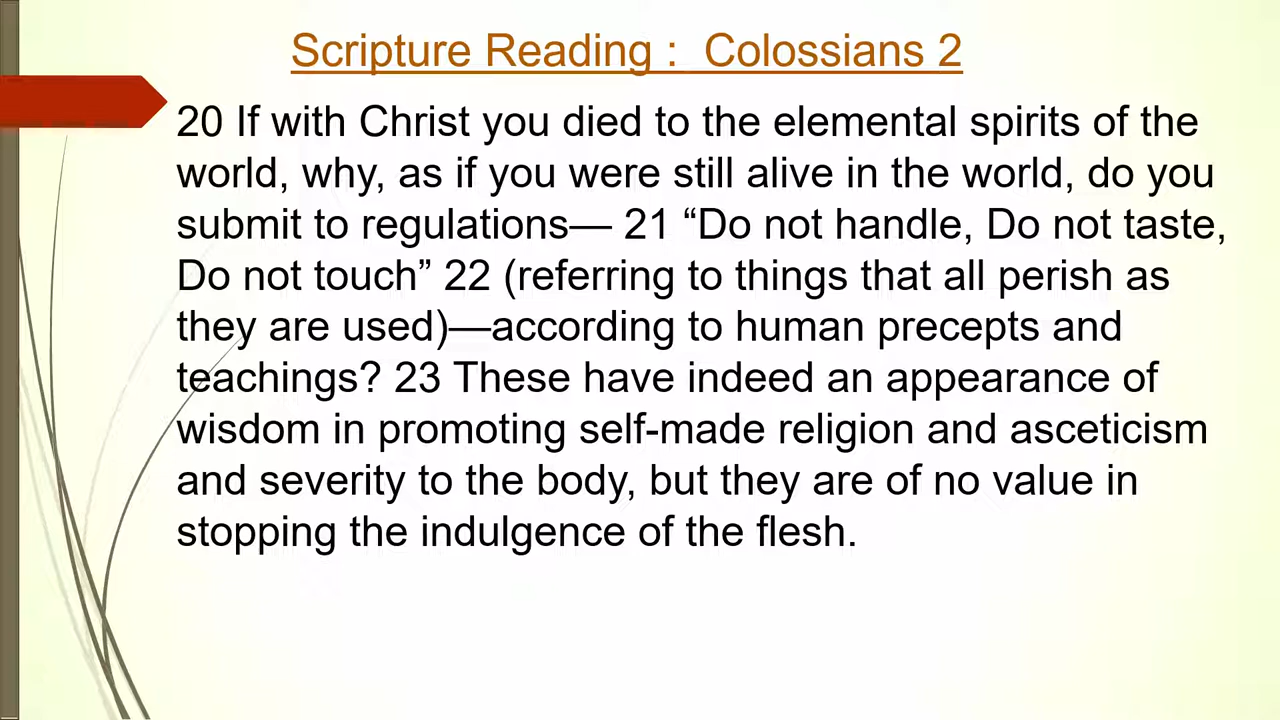 Scripture Reading :  Colossians 2
20 If with Christ you died to the elemental spirits of the
world, why, as if you were still alive in the world, do you
submit to regulations— 21 “Do not handle, Do not taste,
Do not touch” 22 (referring to things that all perish as
they are used)—according to human precepts and
teachings? 23 These have indeed an appearance of
wisdom in promoting self-made religion and asceticism
and severity to the body, but they are of no value in
stopping the indulgence of the flesh.